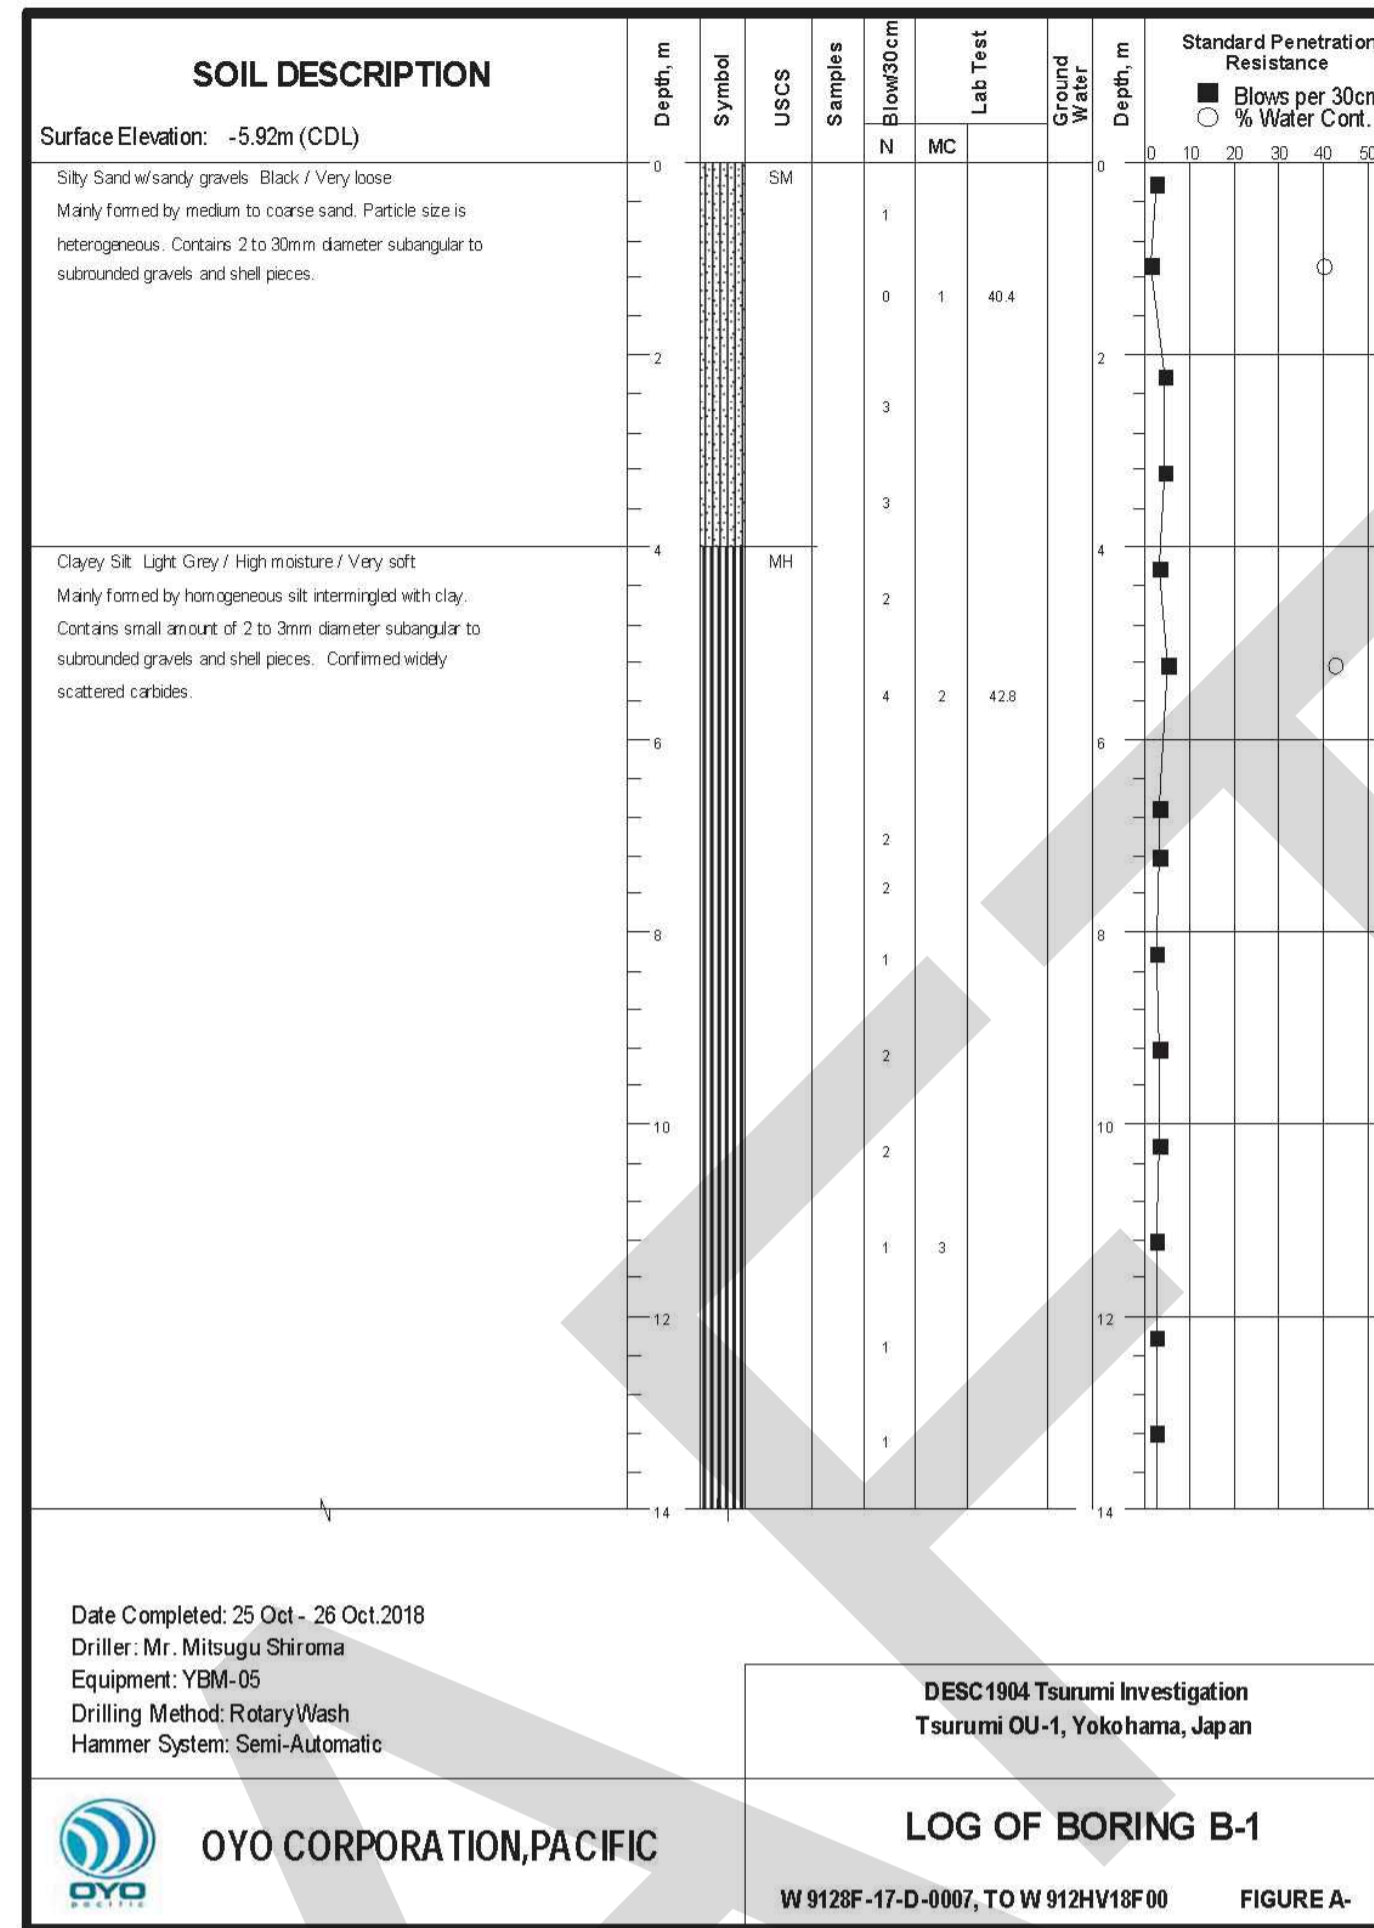 SOIL DESCRIPTION
Surface Elevation: -5.92m (CDL)
Depth, m
Symbol
USCS
Samples
Blow/30cm
Lab Test
Ground
Water
Depth, m
Standard Penetration
Resistance
Blows per 30cm
% Water Cont.
N
MC
0 10 20 30 40 50
Silty Sand w/sandy gravels Black / Very loose
Mainly formed by medium to coarse sand. Particle size is
heterogeneous. Contains 2 to 30mm diameter subangular to
subrounded gravels and shell pieces.
0
SM
0
1
0 1 40.4
2
2
3
3
Clayey Silt Light Grey / High moisture / Very soft
Mainly formed by homogeneous silt intermingled with clay.
Contains small amount of 2 to 3mm diameter subangular to
subrounded gravels and shell pieces. Confirmed widely
scattered carbides.
4
MH
4
2
4 2 42.8
6
6
2
2
8
8
1
2
10
10
2
1 3
12
12
1
1
14
14
Date Completed: 25 Oct - 26 Oct.2018
Driller: Mr. Mitsugu Shiroma
Equipment: YBM-05
Drilling Method: Rotary Wash
Hammer System: Semi-Automatic
DESC1904 Tsurumi Investigation
Tsurumi OU-1, Yokohama, Japan
OYO
pacific
OYO CORPORATION,PACIFIC
LOG OF BORING B-1
W 9128F-17-D-0007, TO W 912HV18F00 FIGURE A-